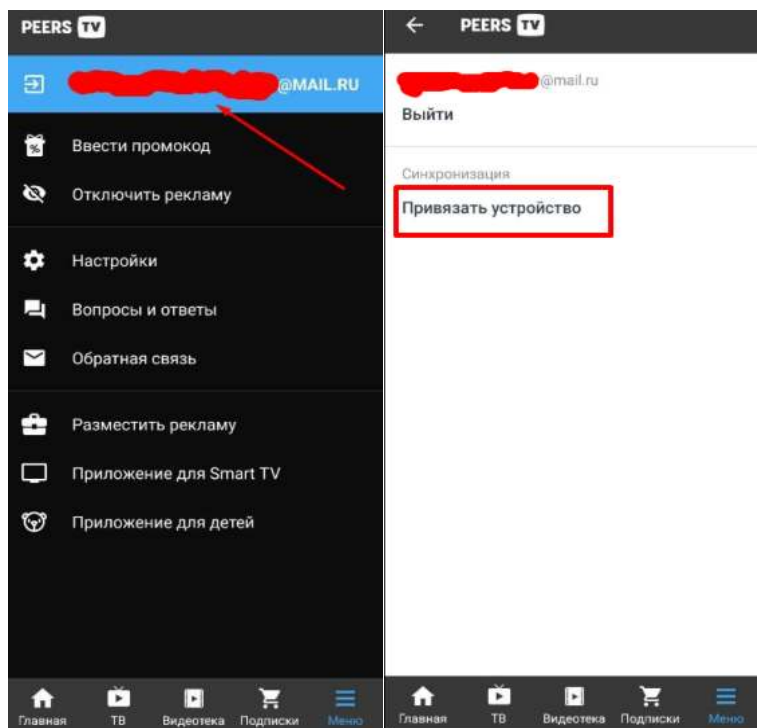 PEERS TV
@MAIL.RU
Ввести промокод
Отключить рекламу
Настройки
Вопросы и ответы
Обратная связь
Разместить рекламу
Приложение для Smart TV
Приложение для детей
Главная ТВ Видеотека Подписки Меню
PEERS TV
@mail.ru
Выйти
Синхронизация
Привязать устройство
Главная ТВ Видеотека Подписки Меню